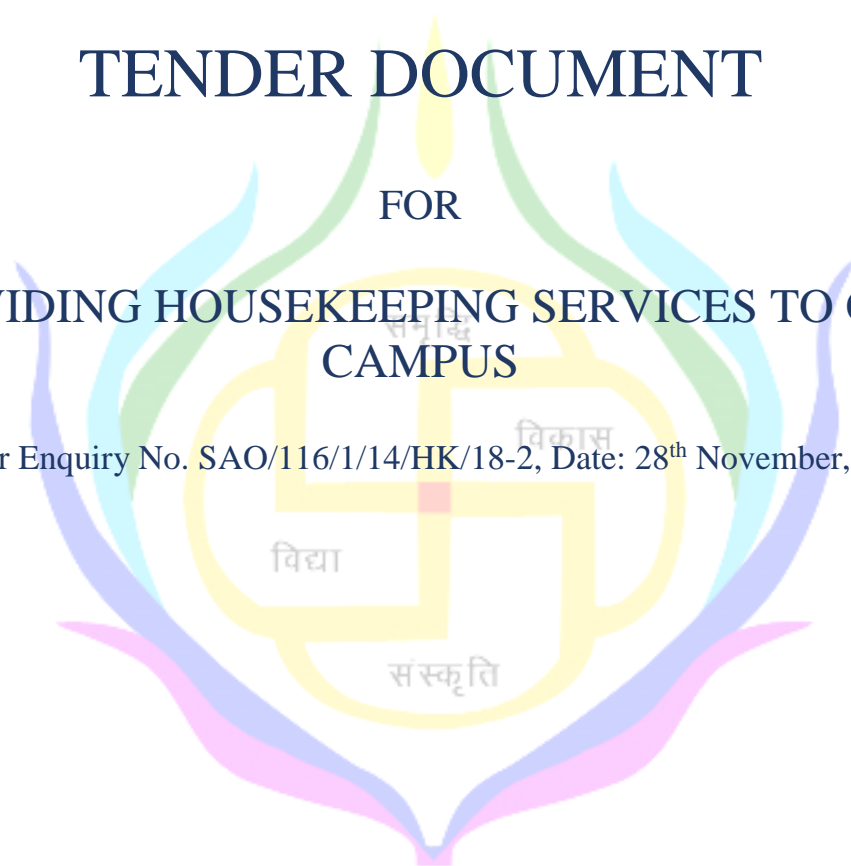 TENDER DOCUMENT
FOR
VIDING HOUSEKEEPING SERVICES TO
समृद्धि
CAMPUS
विकास
r Enquiry No. SAO/116/1/14/HK/18-2, Date: 28th November,
विद्या
संस्कृति